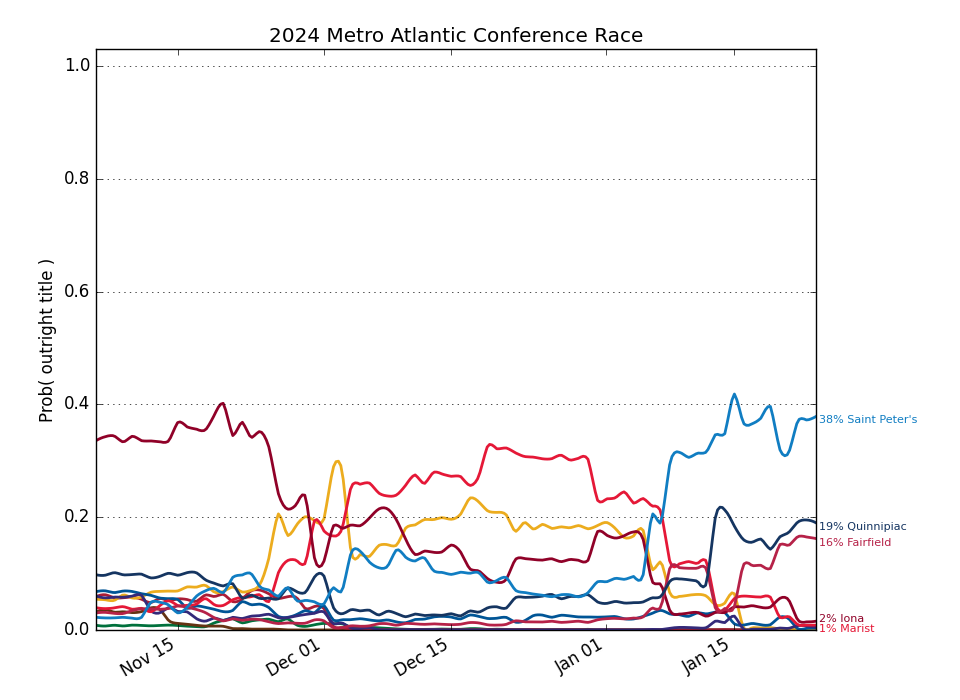 2024 Metro Atlantic Conference Race
1.0
0.8
0.6
0.4
0.2
0.0
Prob( outright title )
38% Saint Peter's
19% Quinnipiac
16% Fairfield
2% Iona
1% Marist
Nov 15
Dec 01
Dec 15
Jan 01
Jan 15